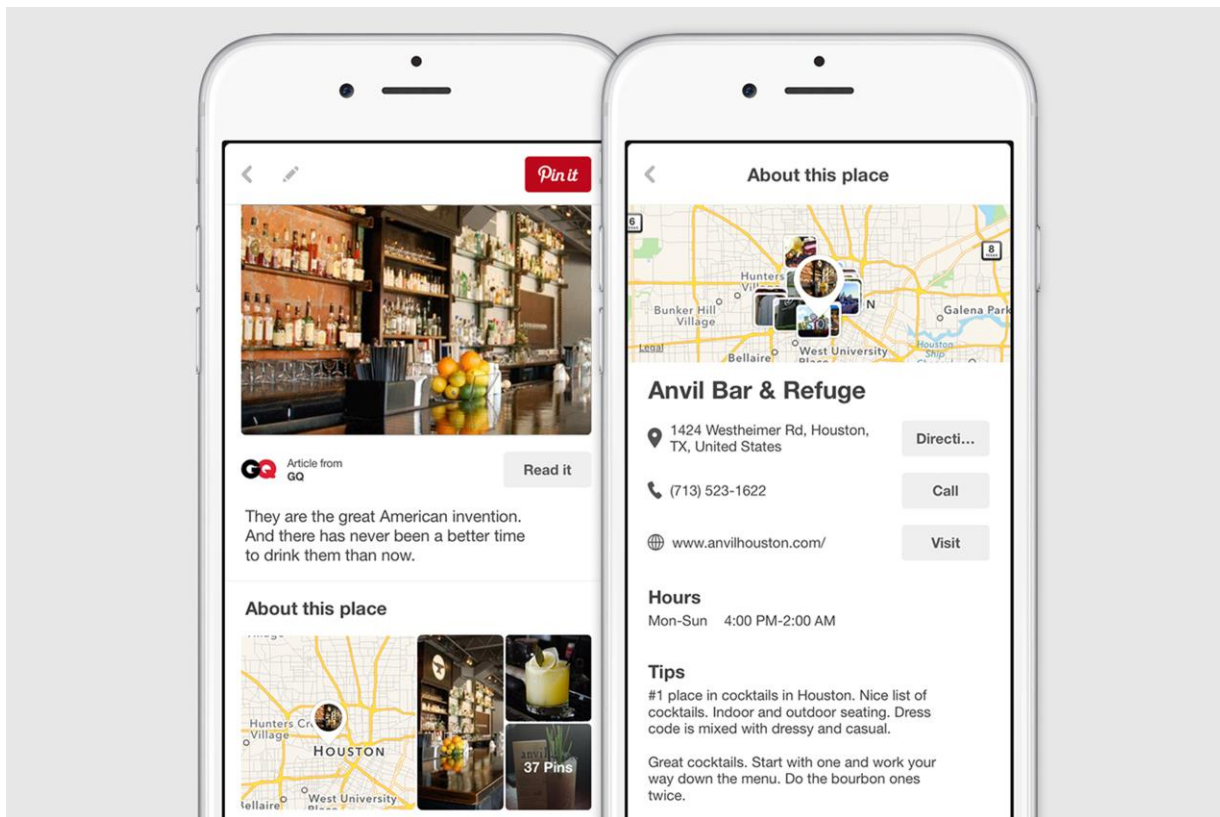 Pin it
GQ
Article from
GQ
Read it
They are the great American invention.
And there has never been a better time
to drink them than now.
About this place
Hunters Cre
Village
HOUSTON
Bellaire
West University
Place
anvil
37 Pins
About this place
6
8
Hunters
Village
Bunker Hill
Village
N
Galena Park
Legal
Bellaire
West University
Place
Houston
Ship
Anvil Bar & Refuge
1424 Westheimer Rd, Houston,
TX, United States
Directi...
(713) 523-1622
Call
www.anvilhouston.com/
Visit
Hours
Mon-Sun 4:00 PM-2:00 AM
Tips
#1 place in cocktails in Houston. Nice list of
cocktails. Indoor and outdoor seating. Dress
code is mixed with dressy and casual.
Great cocktails. Start with one and work your
way down the menu. Do the bourbon ones
twice.